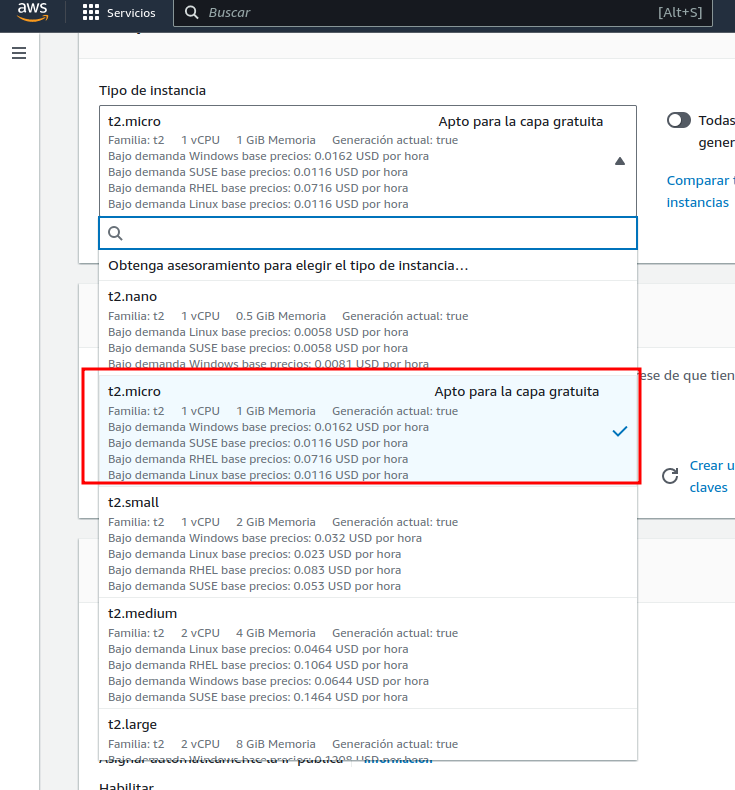 aws
Servicios
Buscar
[Alt+S]
Tipo de instancia
t2.micro Apto para la capa gratuita
Familia: t2 1 vCPU 1 GiB Memoria Generación actual: true
Bajo demanda Windows base precios: 0.0162 USD por hora
Bajo demanda SUSE base precios: 0.0116 USD por hora
Bajo demanda RHEL base precios: 0.0716 USD por hora
Bajo demanda Linux base precios: 0.0116 USD por hora
Todas
gener
Comparar t
instancias
Obtenga asesoramiento para elegir el tipo de instancia…
t2.nano
Familia: t2 1 vCPU 0.5 GiB Memoria Generación actual: true
Bajo demanda Linux base precios: 0.0058 USD por hora
Bajo demanda SUSE base precios: 0.0058 USD por hora
Bajo demanda Windows base precios: 0.0081 USD por hora
t2.micro Apto para la capa gratuita
Familia: t2 1 vCPU 1 GiB Memoria Generación actual: true
Bajo demanda Windows base precios: 0.0162 USD por hora
Bajo demanda SUSE base precios: 0.0116 USD por hora
Bajo demanda RHEL base precios: 0.0716 USD por hora
Bajo demanda Linux base precios: 0.0116 USD por hora
ese de que tien
Crear u
claves
t2.small
Familia: t2 1 vCPU 2 GiB Memoria Generación actual: true
Bajo demanda Windows base precios: 0.032 USD por hora
Bajo demanda Linux base precios: 0.023 USD por hora
Bajo demanda RHEL base precios: 0.083 USD por hora
Bajo demanda SUSE base precios: 0.053 USD por hora
t2.medium
Familia: t2 2 vCPU 4 GiB Memoria Generación actual: true
Bajo demanda Linux base precios: 0.0464 USD por hora
Bajo demanda RHEL base precios: 0.1064 USD por hora
Bajo demanda Windows base precios: 0.0644 USD por hora
Bajo demanda SUSE base precios: 0.1464 USD por hora
t2.large
Familia: t2 2 vCPU 8 GiB Memoria Generación actual: true
Habilitar